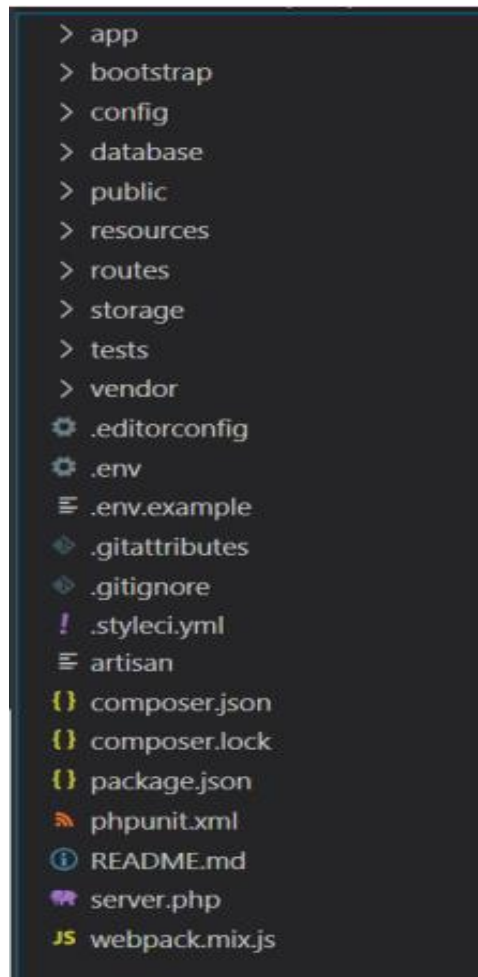 app
bootstrap
config
database
public
resources
routes
storage
tests
vendor
.editorconfig
.env
.env.example
.gitattributes
.gitignore
.styleci.yml
artisan
composer.json
composer.lock
package.json
phpunit.xml
README.md
server.php
JS webpack.mix.js